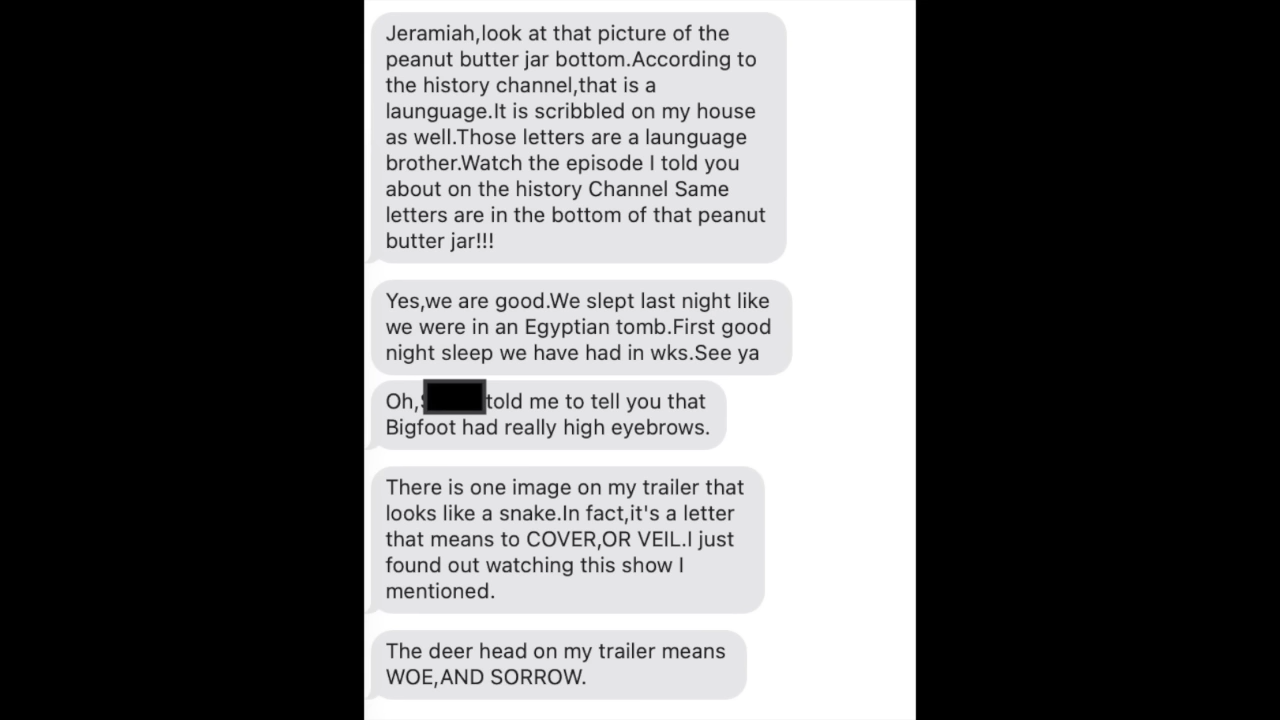 Jeramiah,look at that picture of the
peanut butter jar bottom.According to
the history channel,that is a
launguage.It is scribbled on my house
as well.Those letters are a launguage
brother.Watch the episode I told you
about on the history Channel Same
letters are in the bottom of that peanut
butter jar!!!
Yes,we are good.We slept last night like
we were in an Egyptian tomb.First good
night sleep we have had in wks.See ya
Oh, told me to tell you that
Bigfoot had really high eyebrows.
There is one image on my trailer that
looks like a snake.In fact,it's a letter
that means to COVER,OR VEIL.I just
found out watching this show I
mentioned.
The deer head on my trailer means
WOE,AND SORROW.